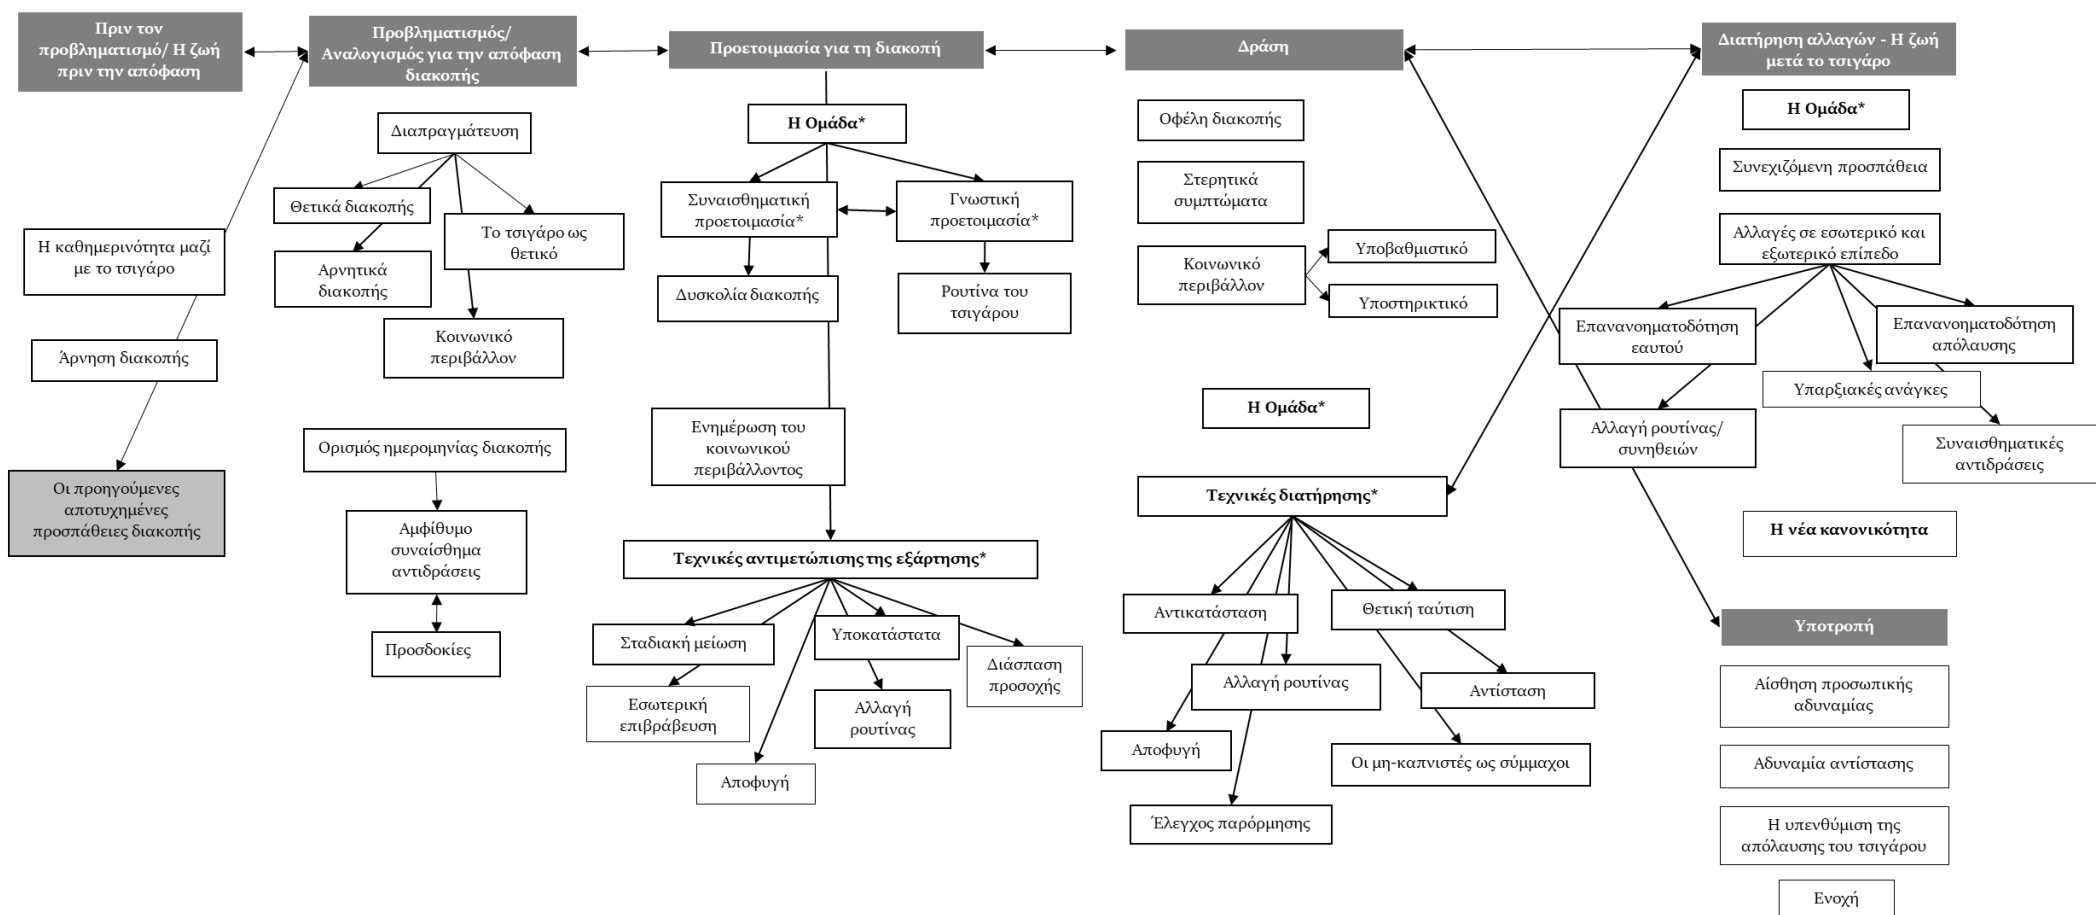 Πριν τον
προβληματισμό/ Η ζωή
πριν την απόφαση
Προβληματισμός/
Αναλογισμός για την απόφαση
διακοπής
Προετοιμασία για τη διακοπή
Δράση
Διατήρηση αλλαγών - Η ζωή
μετά το τσιγάρο
Η καθημερινότητα μαζί
με το τσιγάρο
Άρνηση διακοπής
Οι προηγούμενες
αποτυχημένες
προσπάθειες διακοπής
Διαπραγμάτευση
Θετικά διακοπής
Το τσιγάρο ως
θετικό
Αρνητικά
διακοπής
Κοινωνικό
περιβάλλον
Ορισμός ημερομηνίας διακοπής
Αμφίθυμο
συναίσθημα
αντιδράσεις
Προσδοκίες
Η Ομάδα*
Συναισθηματική
προετοιμασία*
Γνωστική
προετοιμασία*
Δυσκολία διακοπής
Ρουτίνα του
τσιγάρου
Ενημέρωση του
κοινωνικού
περιβάλλοντος
Τεχνικές αντιμετώπισης της εξάρτησης*
Σταδιακή μείωση
Υποκατάστατα
Διάσπαση
προσοχής
Εσωτερική
επιβράβευση
Αλλαγή
ρουτίνας
Αποφυγή
Οφέλη διακοπής
Στερητικά
συμπτώματα
Κοινωνικό
περιβάλλον
Υποβαθμιστικό
Υποστηρικτικό
Η Ομάδα*
Τεχνικές διατήρησης*
Αντικατάσταση
Θετική ταύτιση
Αλλαγή ρουτίνας
Αντίσταση
Αποφυγή
Οι μη-καπνιστές ως σύμμαχοι
Έλεγχος παρόρμησης
Η Ομάδα*
Συνεχιζόμενη προσπάθεια
Αλλαγές σε εσωτερικό και
εξωτερικό επίπεδο
Επανανοηματοδότηση
εαυτού
Επανανοηματοδότηση
απόλαυσης
Υπαρξιακές ανάγκες
Αλλαγή ρουτίνας/
συνηθειών
Συναισθηματικές
αντιδράσεις
Η νέα κανονικότητα
Υποτροπή
Αίσθηση προσωπικής
αδυναμίας
Αδυναμία αντίστασης
Η υπενθύμιση της
απόλαυσης του τσιγάρου
Ενοχή